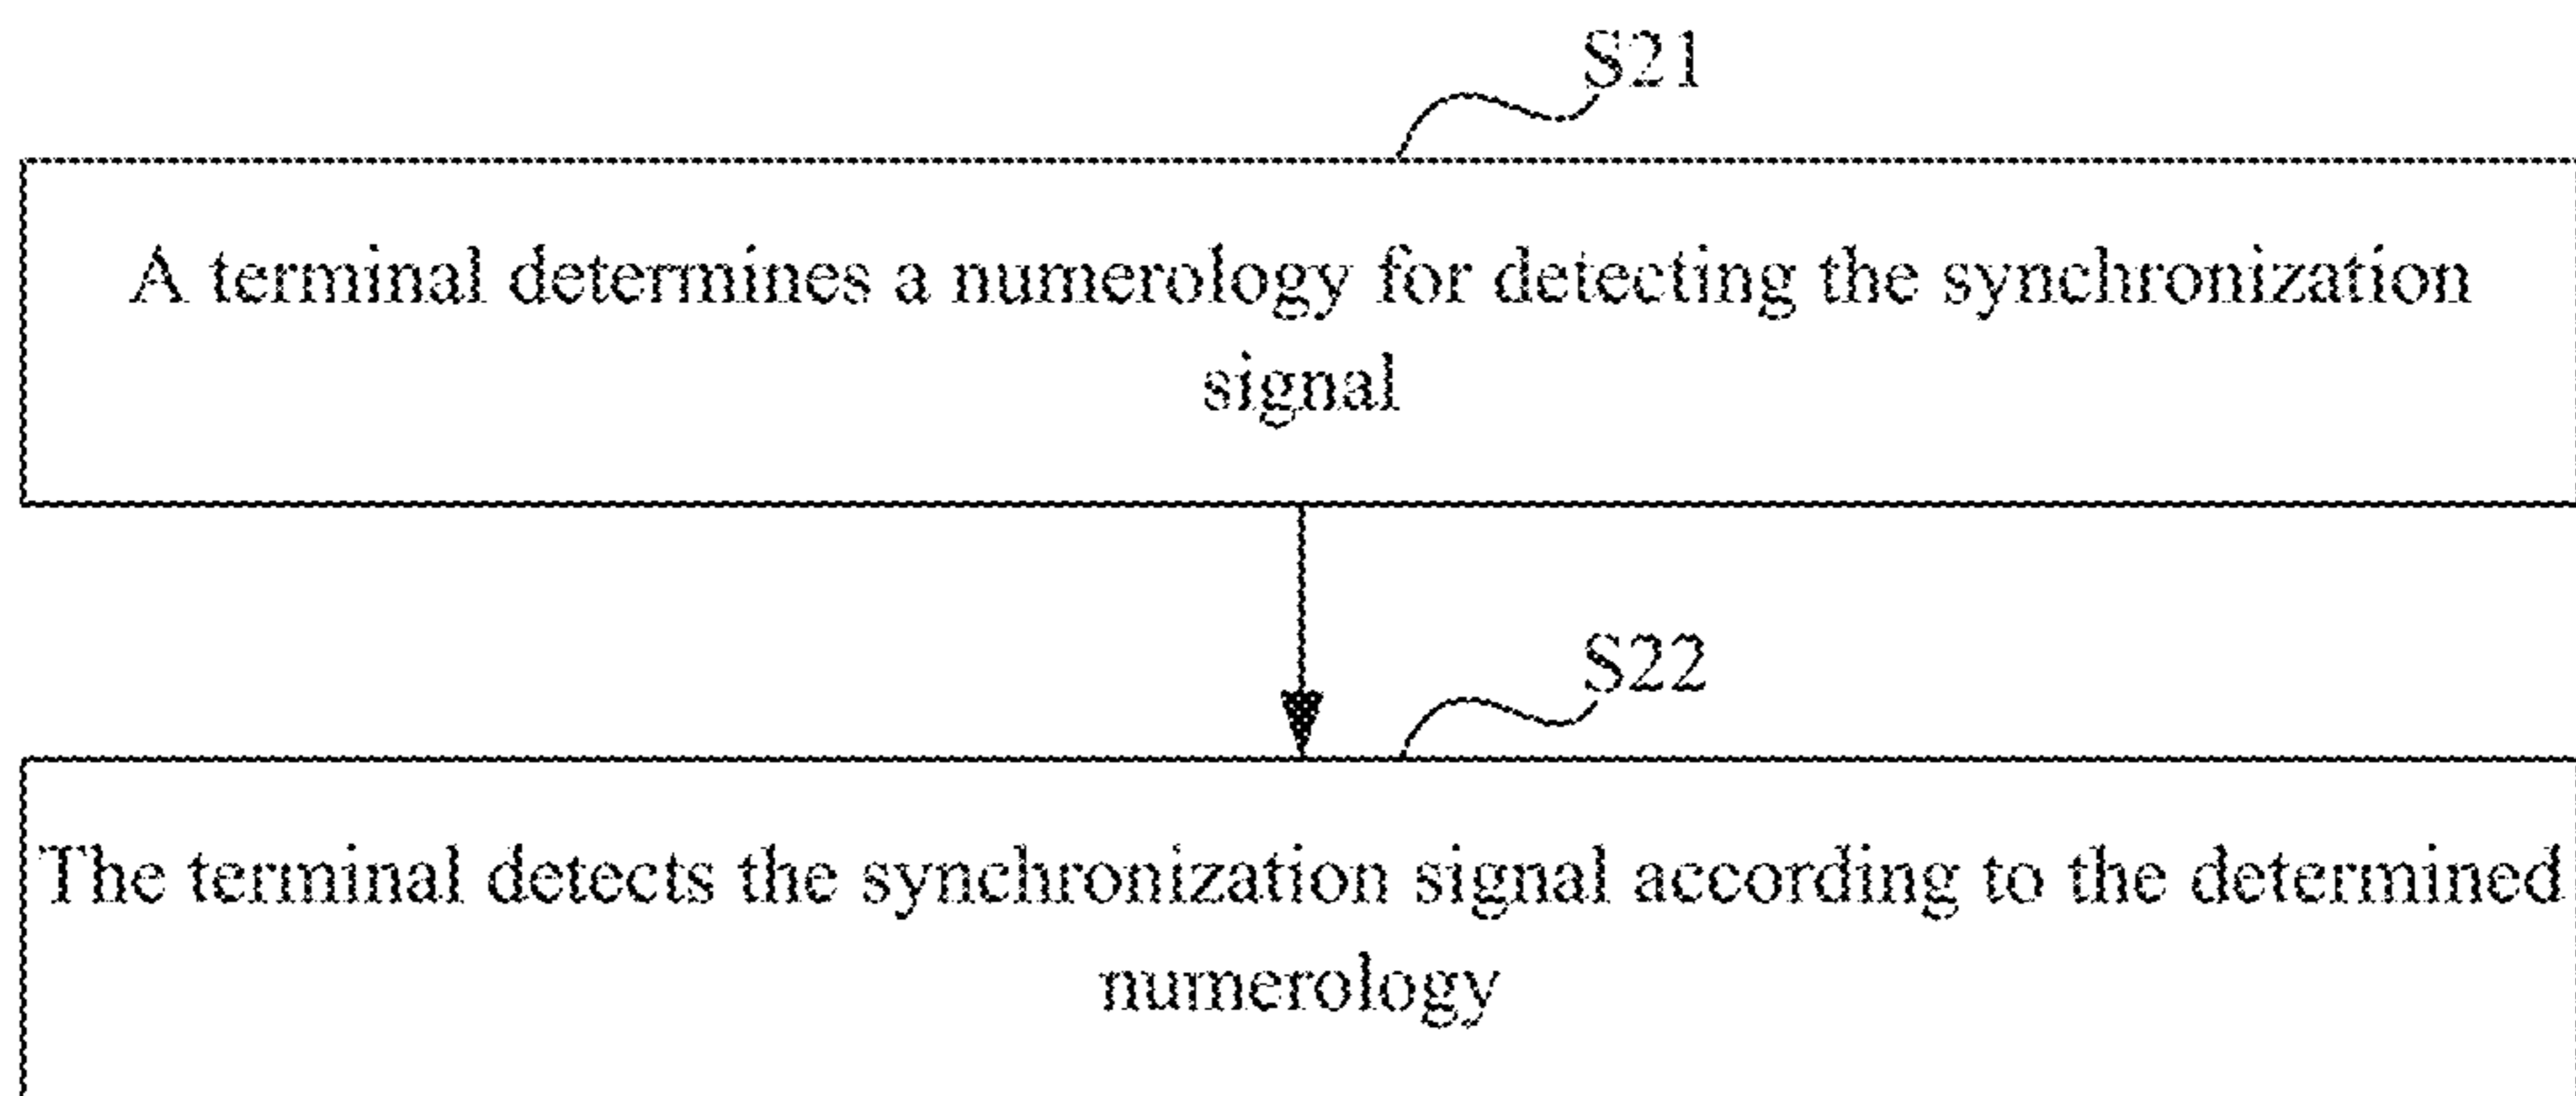 S21
A terminal determines a numerology for detecting the synchronization
signal
S22
The terminal detects the synchronization signal according to the determined
numerology